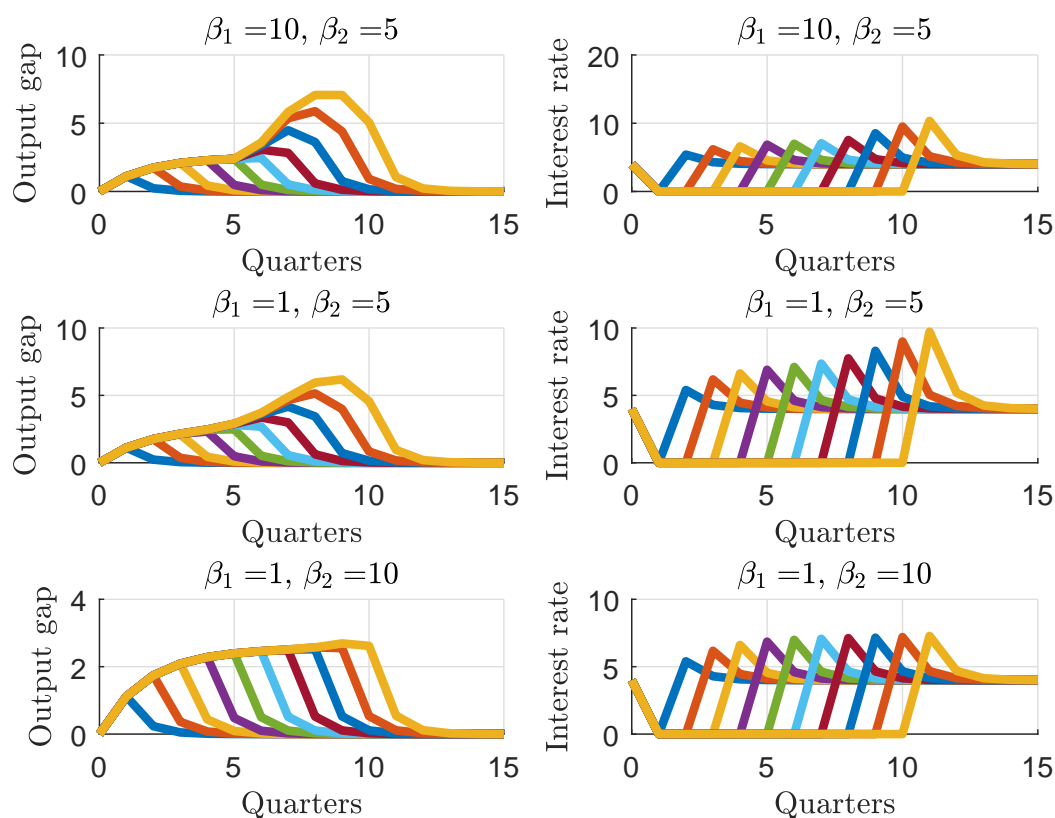 β₁ =10, β₂ =5
Output gap
10
5
0
0 5 10 15
Quarters
β₁ =10, β₂ =5
Interest rate
20
10
0
0 5 10 15
Quarters
β₁ =1, β₂ =5
Output gap
10
5
0
0 5 10 15
Quarters
β₁ =1, β₂ =5
Interest rate
10
5
0
0 5 10 15
Quarters
β₁ =1, β₂ =10
Output gap
4
2
0
0 5 10 15
Quarters
β₁ =1, β₂ =10
Interest rate
10
5
0
0 5 10 15
Quarters